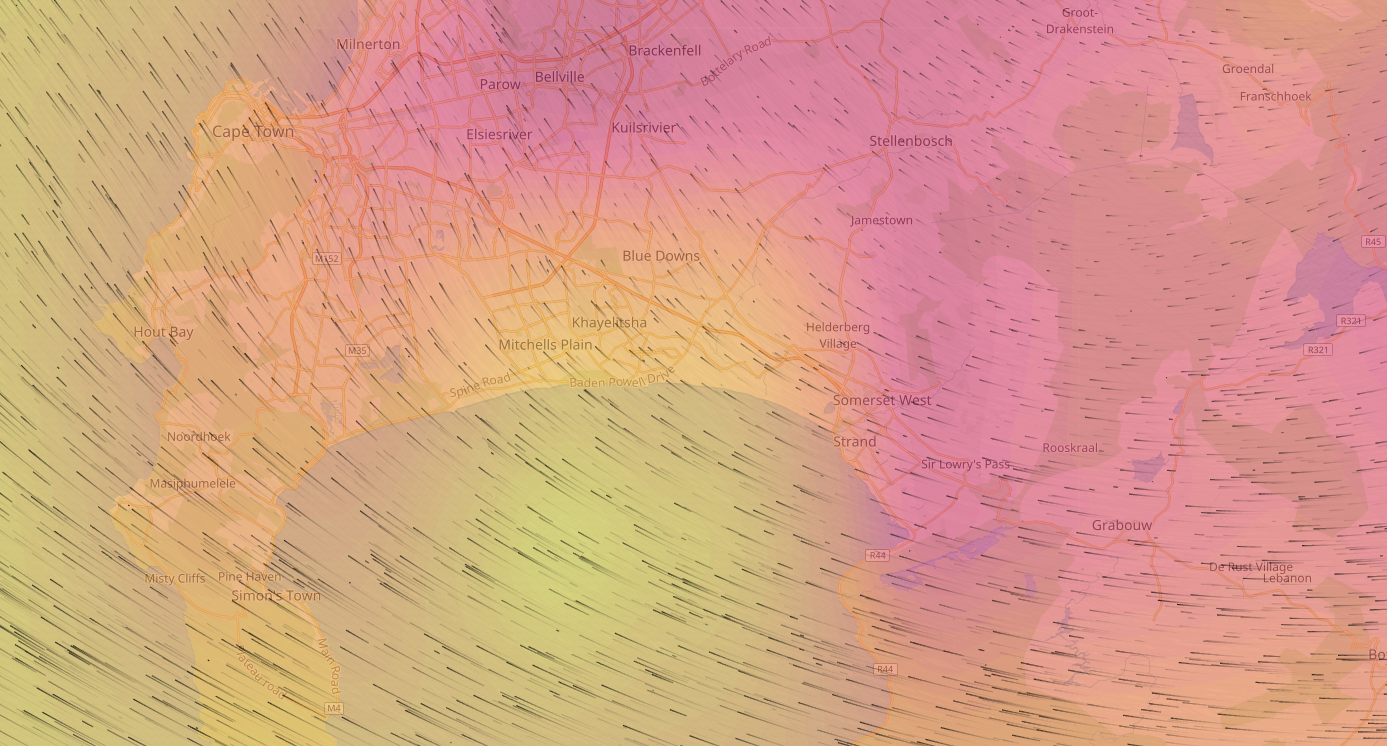 Groot-
Drakenstein
Milnerton
Brackenfell
Bottelary Road
Groendal
Bellville
Parow
Franschhoek
Cape Town
Elsiesriver
Kuilsrivier
Stellenbosch
Jamestown
R45
M152
Blue Downs
R321
Khayelitsha
Helderberg
Village
Hout Bay
Mitchells Plain
M35
R321
Spine Road
Baden Powell Drive
Somerset West
Noordhoek
Strand
Rooskraal
Sir Lowry's Pass
Masiphumelele
Grabouw
R44
De Rust Village
Misty Cliffs
Pine Haven
Lebanon
Simon's Town
Main Road
Bo
R44
M4